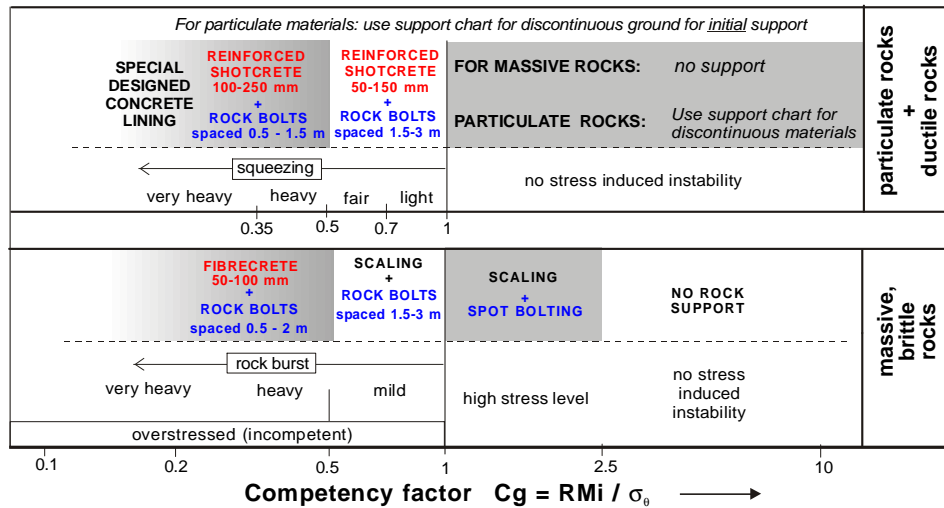 For particulate materials: use support chart for discontinuous ground for initial support
SPECIAL
DESIGNED
CONCRETE
LINING
REINFORCED
SHOTCRETE
100-250 mm
+
ROCK BOLTS
spaced 0.5 - 1.5 m
REINFORCED
SHOTCRETE
50-150 mm
+
ROCK BOLTS
spaced 1.5-3 m
FOR MASSIVE ROCKS: no support
PARTICULATE ROCKS: Use support chart for
discontinuous materials
particulate rocks
+
ductile rocks
squeezing
very heavy heavy fair light
no stress induced instability
0.35 0.5 0.7 1
FIBRECRETE
50-100 mm
+
ROCK BOLTS
spaced 0.5 - 2 m
SCALING
+
ROCK BOLTS
spaced 1.5-3 m
SCALING
+
SPOT BOLTING
NO ROCK
SUPPORT
massive,
brittle
rocks
rock burst
very heavy heavy mild
high stress level
no stress
induced
instability
overstressed (incompetent)
0.1 0.2 0.5 1 2.5 10
Competency factor Cg = RMi / σθ